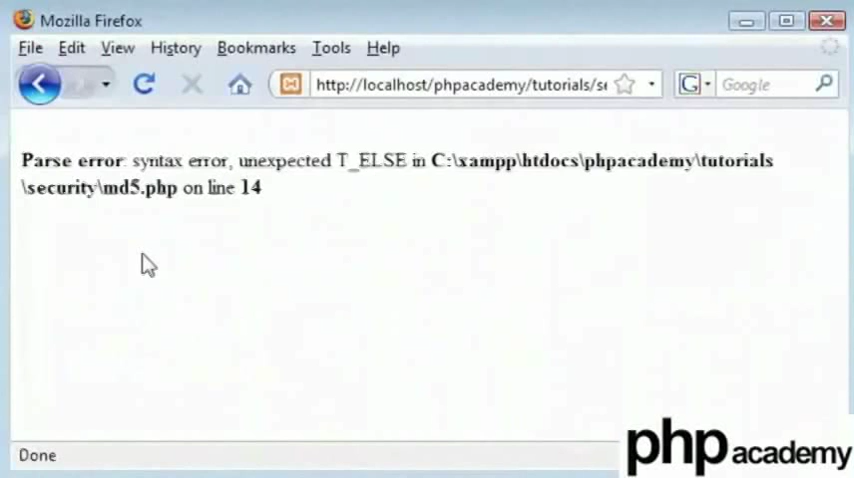 Mozilla Firefox
File Edit View History Bookmarks Tools Help
http://localhost/phpacademy/tutorials/se
G Google
Parse error: syntax error, unexpected T_ELSE in C:\xampp\htdocs\phpacademy\tutorials
\security\md5.php on line 14
Done
php academy